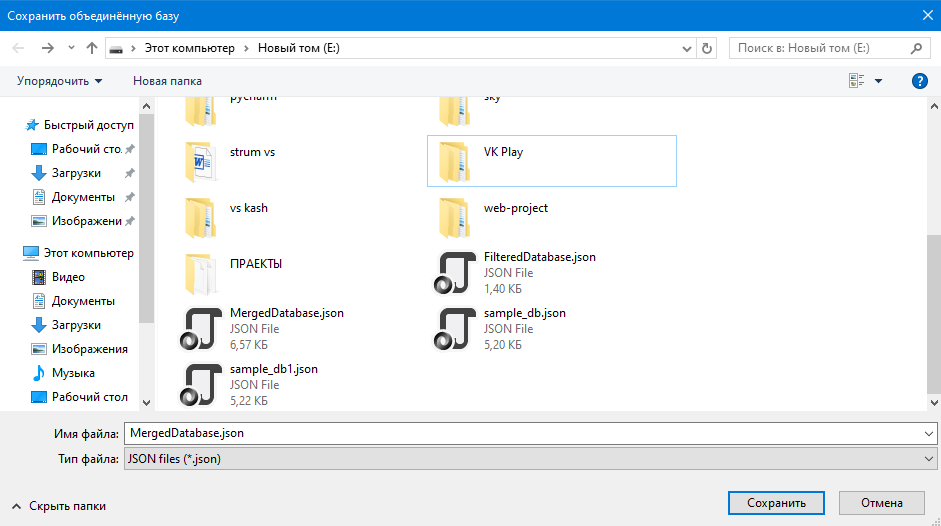 Сохранить объединённую базу
Этот компьютер
Новый том (E:)
Поиск в: Новый том (E:)
Упорядочить
Новая папка
?
Быстрый доступ
Рабочий сто.
Загрузки
Документы
Изображени
Этот компьютер
Видео
Документы
Загрузки
Изображения
Музыка
Рабочий стол
pycharm
sky
strum vs
VK Play
vs kash
web-project
ПРАЕКТЫ
FilteredDatabase.json
JSON File
1,40 КБ
MergedDatabase.json
JSON File
6,57 КБ
sample_db.json
JSON File
5,20 КБ
sample_db1.json
JSON File
5,22 КБ
Имя файла: MergedDatabase.json
Тип файла: JSON files (*.json)
Скрыть папки
Сохранить
Отмена